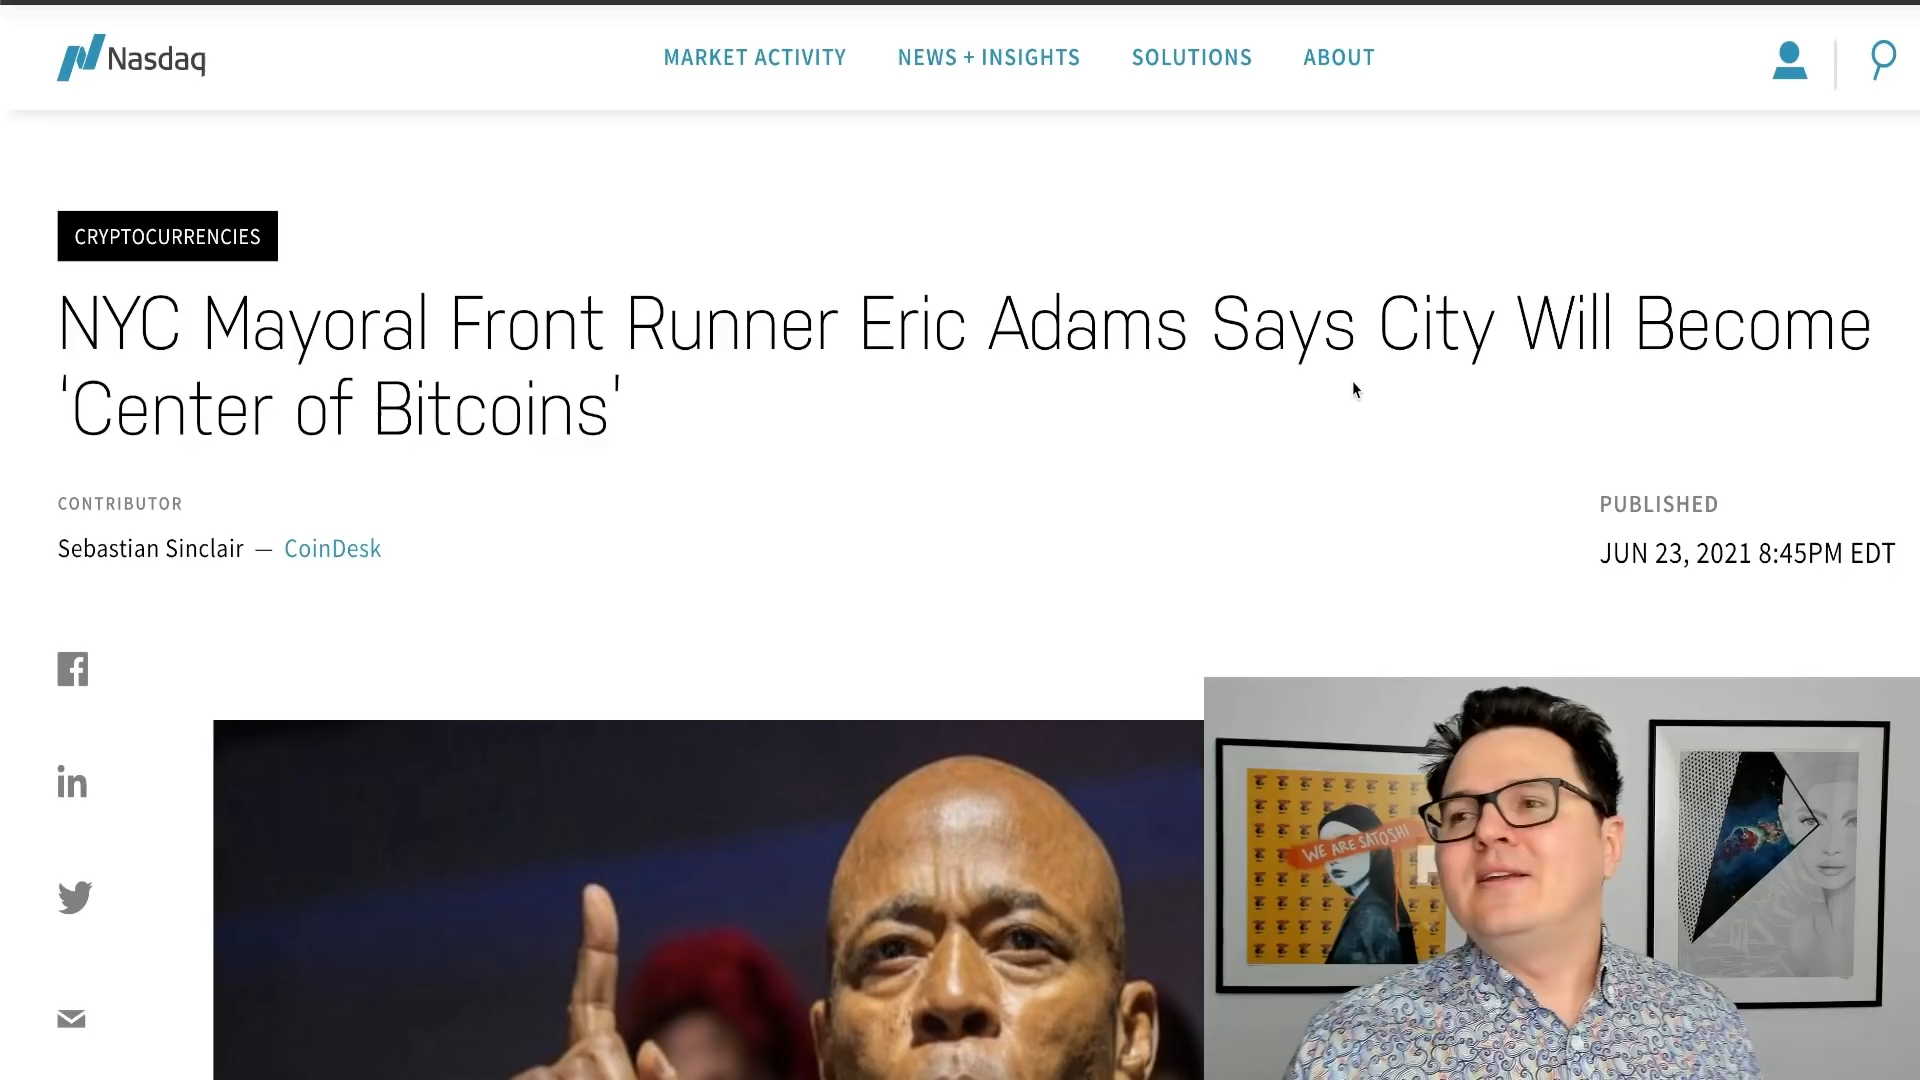 Nasdaq
MARKET ACTIVITY
NEWS + INSIGHTS
SOLUTIONS
ABOUT
CRYPTOCURRENCIES
NYC Mayoral Front Runner Eric Adams Says City Will Become
‘Center of Bitcoins’
CONTRIBUTOR
Sebastian Sinclair — CoinDesk
PUBLISHED
JUN 23, 2021 8:45PM EDT
WE ARE SATOSHI